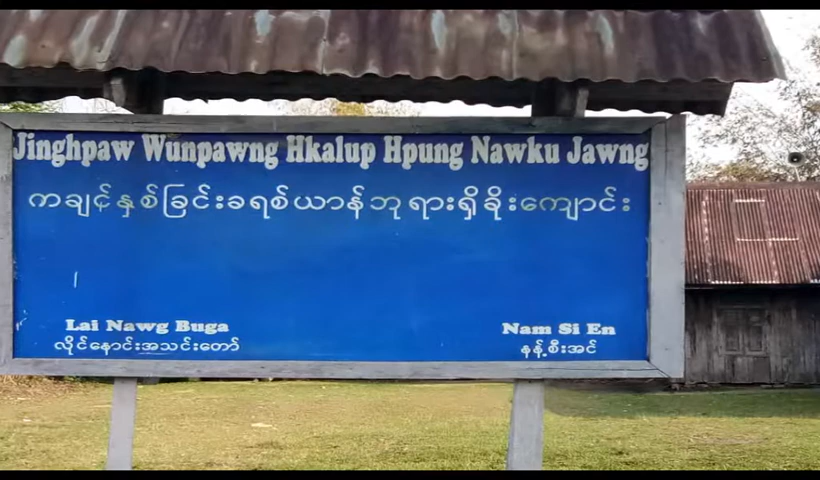 Jinghpaw Wunpawng Hkalup Hpung Nawku Jawng
ကချင်နှစ်ခြင်းခရစ်ယာန်ဘုရားရှိခိုးကျောင်း
Lai Nawg Buga
လိုင်နောင်းအသင်းတော်
Nam Si En
နန့်စီးအင်